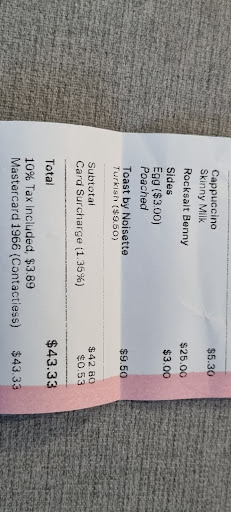 Cappuccino $5.30
Skinny Milk
Rocksalt Benny $25.00
Sides $3.00
Egg ($3.00)
Poached
Toast by Noisette $9.50
Turkish ($9.50)
Subtotal $42.80
Card Surcharge (1.35%) $0.53
Total $43.33
10% Tax included, $3.89
Mastercard 1966 (Contactless) $43.33